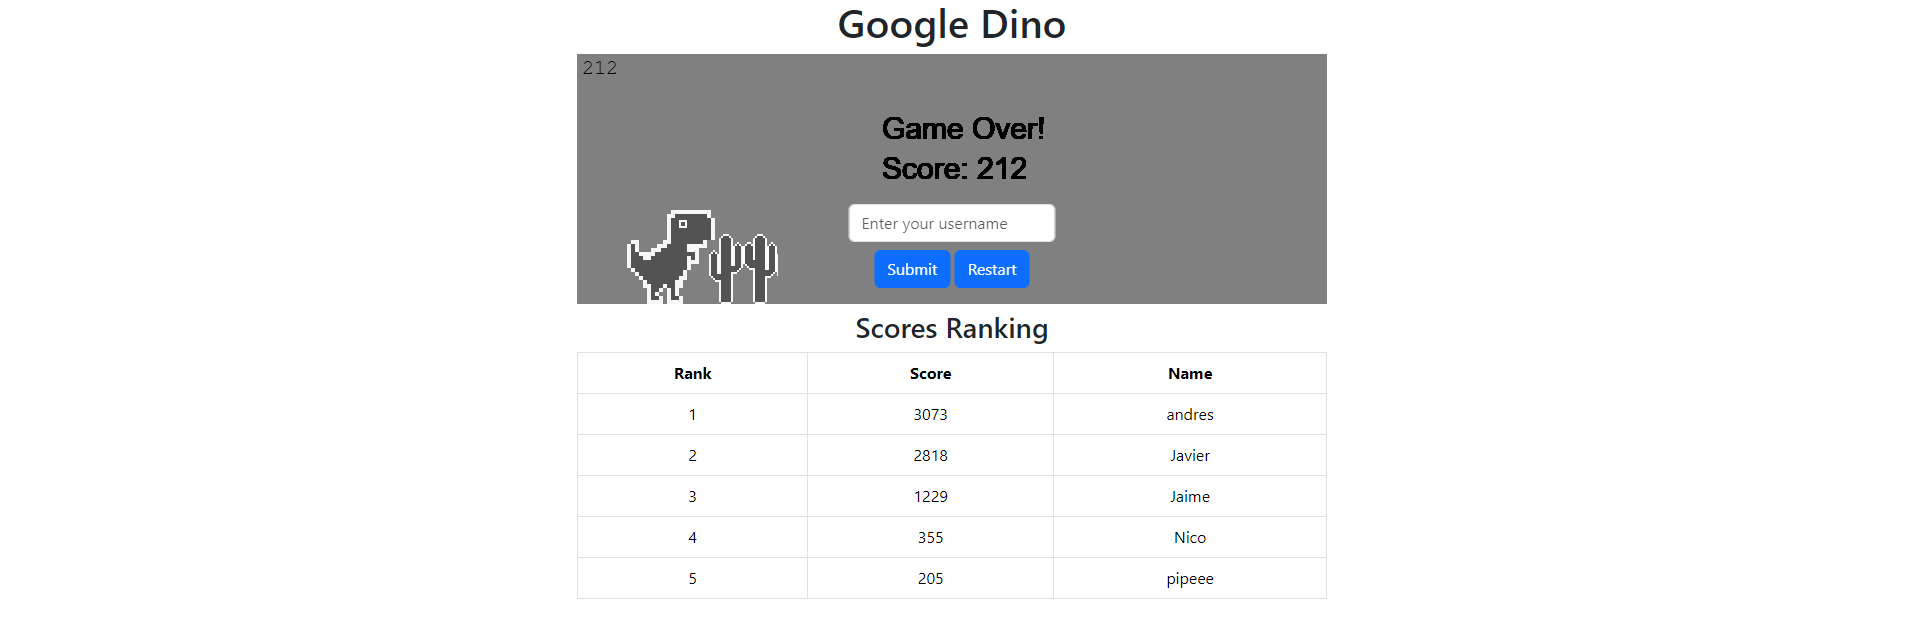 Google Dino
212
Game Over!
Score: 212
Enter your username
Submit Restart
Scores Ranking
Rank Score Name
1 3073 andres
2 2818 Javier
3 1229 Jaime
4 355 Nico
5 205 pipeee